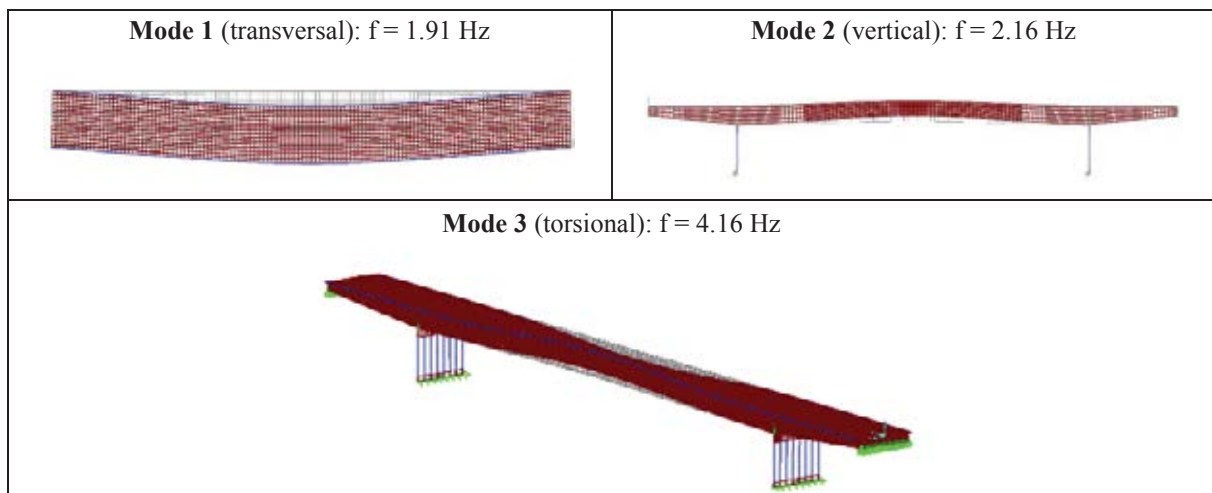 Mode 1 (transversal): f = 1.91 Hz
Mode 2 (vertical): f = 2.16 Hz
Mode 3 (torsional): f = 4.16 Hz